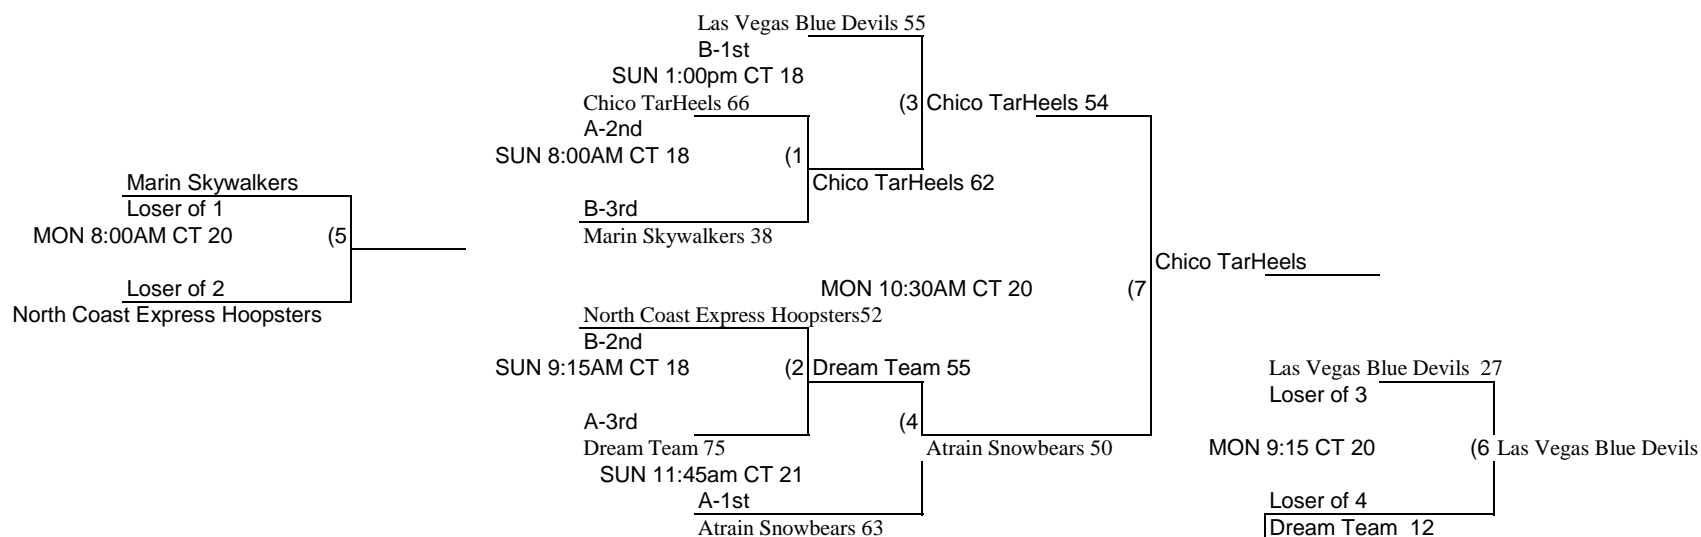 Las Vegas Blue Devils 55
B-1st
SUN 1:00pm CT 18
Chico TarHeels 66
(3 Chico TarHeels 54
A-2nd
SUN 8:00AM CT 18 (1
Marin Skywalkers
Chico TarHeels 62
Loser of 1
B-3rd
MON 8:00AM CT 20 (5
Marin Skywalkers 38
Chico TarHeels
Loser of 2
MON 10:30AM CT 20 (7
North Coast Express Hoopsters
North Coast Express Hoopsters52
B-2nd
SUN 9:15AM CT 18 (2 Dream Team 55
Las Vegas Blue Devils 27
Loser of 3
A-3rd
(4
Dream Team 75
Atrain Snowbears 50
MON 9:15 CT 20 (6 Las Vegas Blue Devils
SUN 11:45am CT 21
A-1st
Loser of 4
Atrain Snowbears 63
Dream Team 12